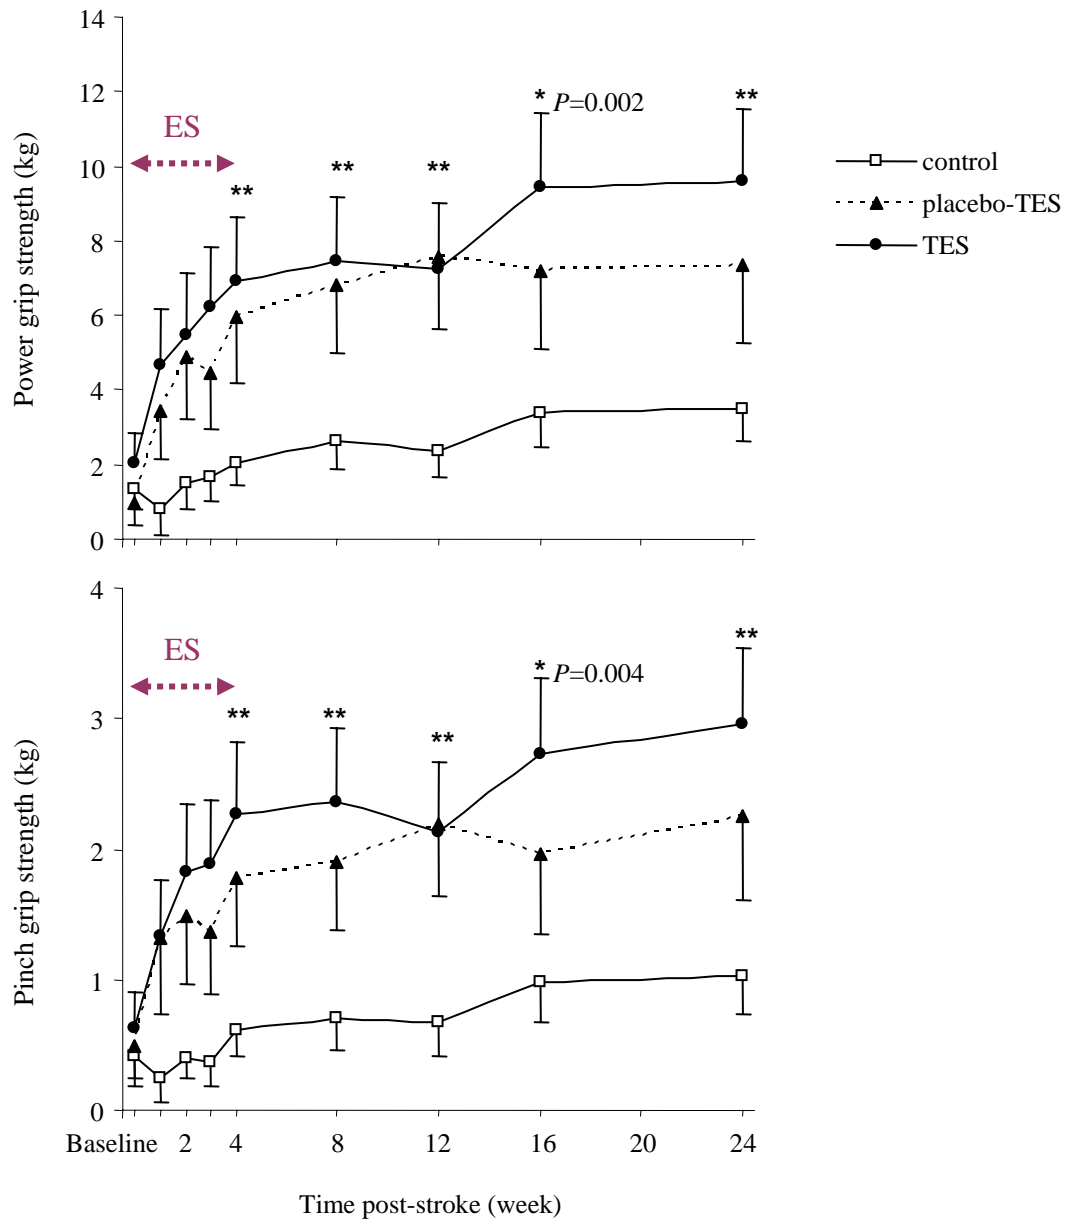 14
12
10
8
6
4
2
0
Power grip strength (kg)
ES
**
**
**
* P=0.002
**
control
placebo-TES
TES
4
3
2
1
0
Pinch grip strength (kg)
ES
**
**
**
* P=0.004
**
Baseline 2 4 8 12 16 20 24
Time post-stroke (week)